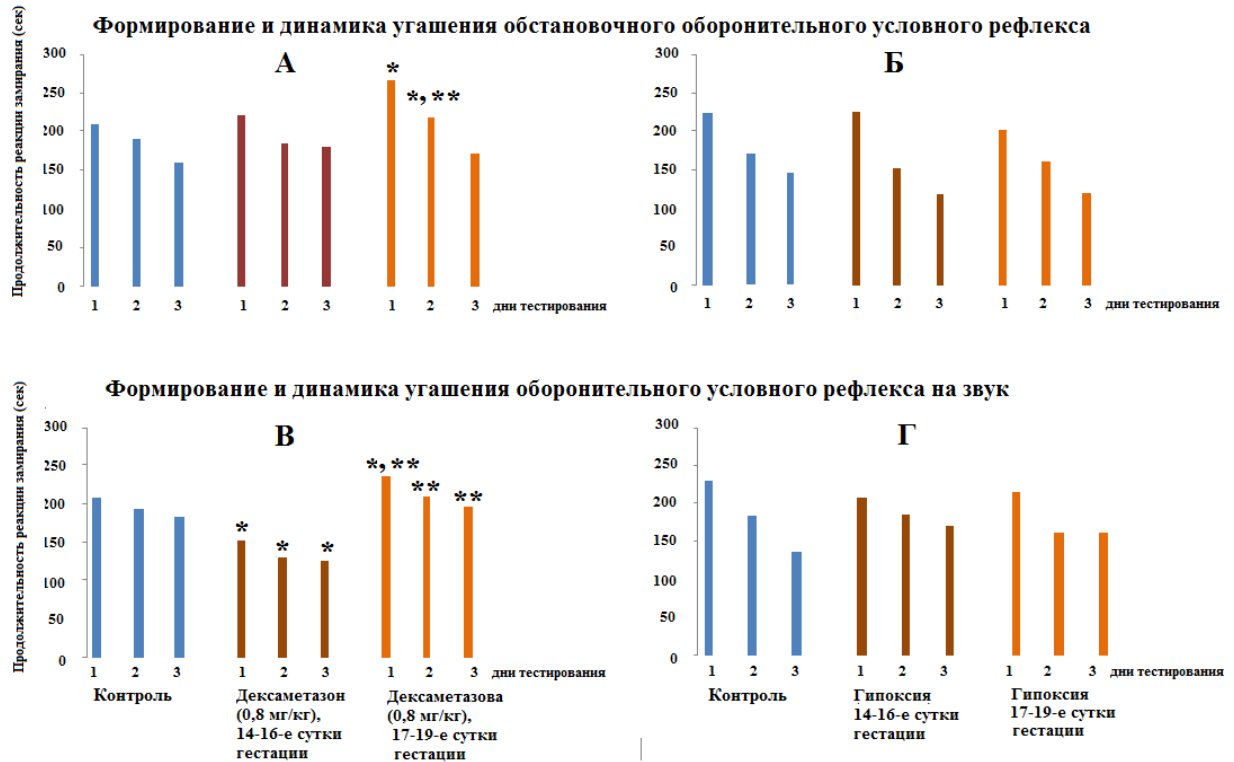 Формирование и динамика угашения обстановочного оборонительного условного рефлекса
Продолжительность реакции замирания (сек)
А
300
250
200
150
100
50
0
*
*, **
1 2 3 1 2 3 1 2 3 дни тестирования
Б
300
250
200
150
100
50
0
1 2 3 1 2 3 1 2 3 дни тестирования
Формирование и динамика угашения оборонительного условного рефлекса на звук
Продолжительность реакции замирания (сек)
В
300
250
200
150
100
50
0
*
*
*
*, **
**
**
1 2 3 1 2 3 1 2 3 дни тестирования
Контроль
Дексаметазон
(0,8 мг/кг),
14-16-е сутки
гестации
Дексаметазова
(0,8 мг/кг),
17-19-е сутки
гестации
Г
300
250
200
150
100
50
0
1 2 3 1 2 3 1 2 3 дни тестирования
Контроль
Гипоксия
14-16-е сутки
гестации
Гипоксия
17-19-е сутки
гестации